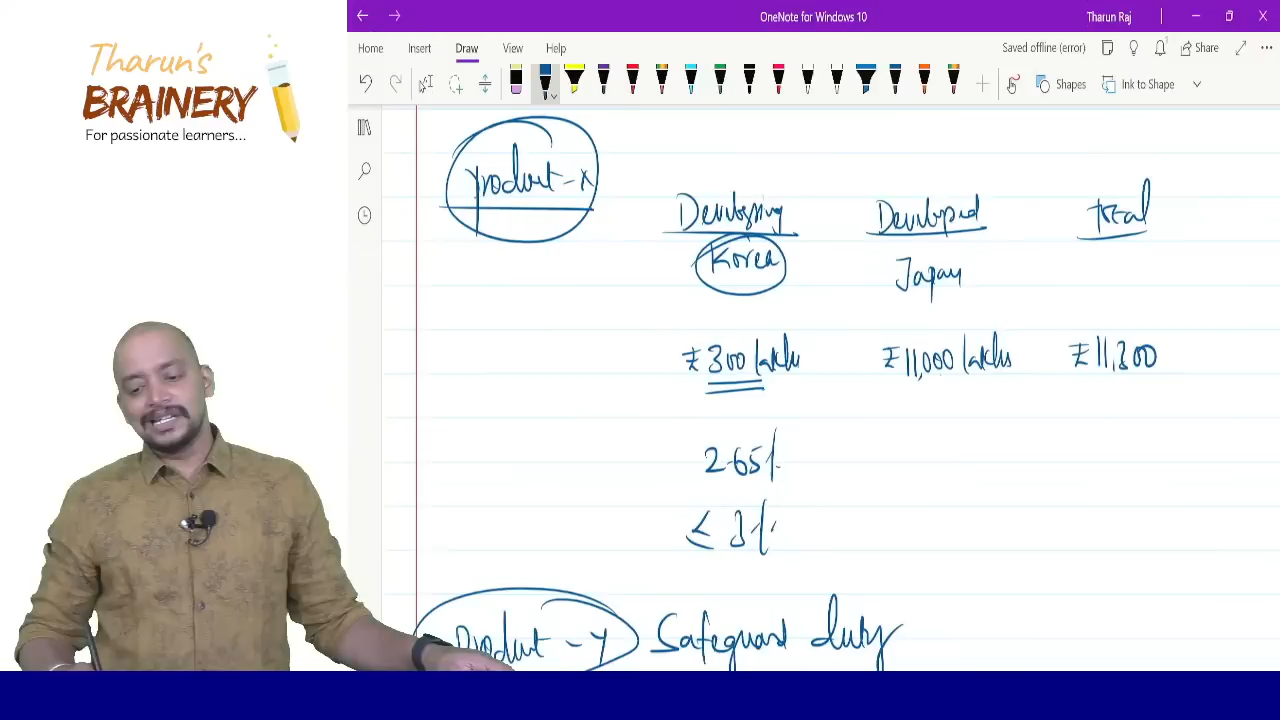 OneNote for Windows 10
Tharun Raj
Home Insert Draw View Help
Saved offline (error)
Share
Shapes
Ink to Shape
Tharun's
BRAINERY
For passionate learners...
product - x
Developing Developed total
Korea Japan
₹300 lakhs ₹11,000 lakhs ₹11,300
2.65%
≤ 3%
product - y Safeguard duty